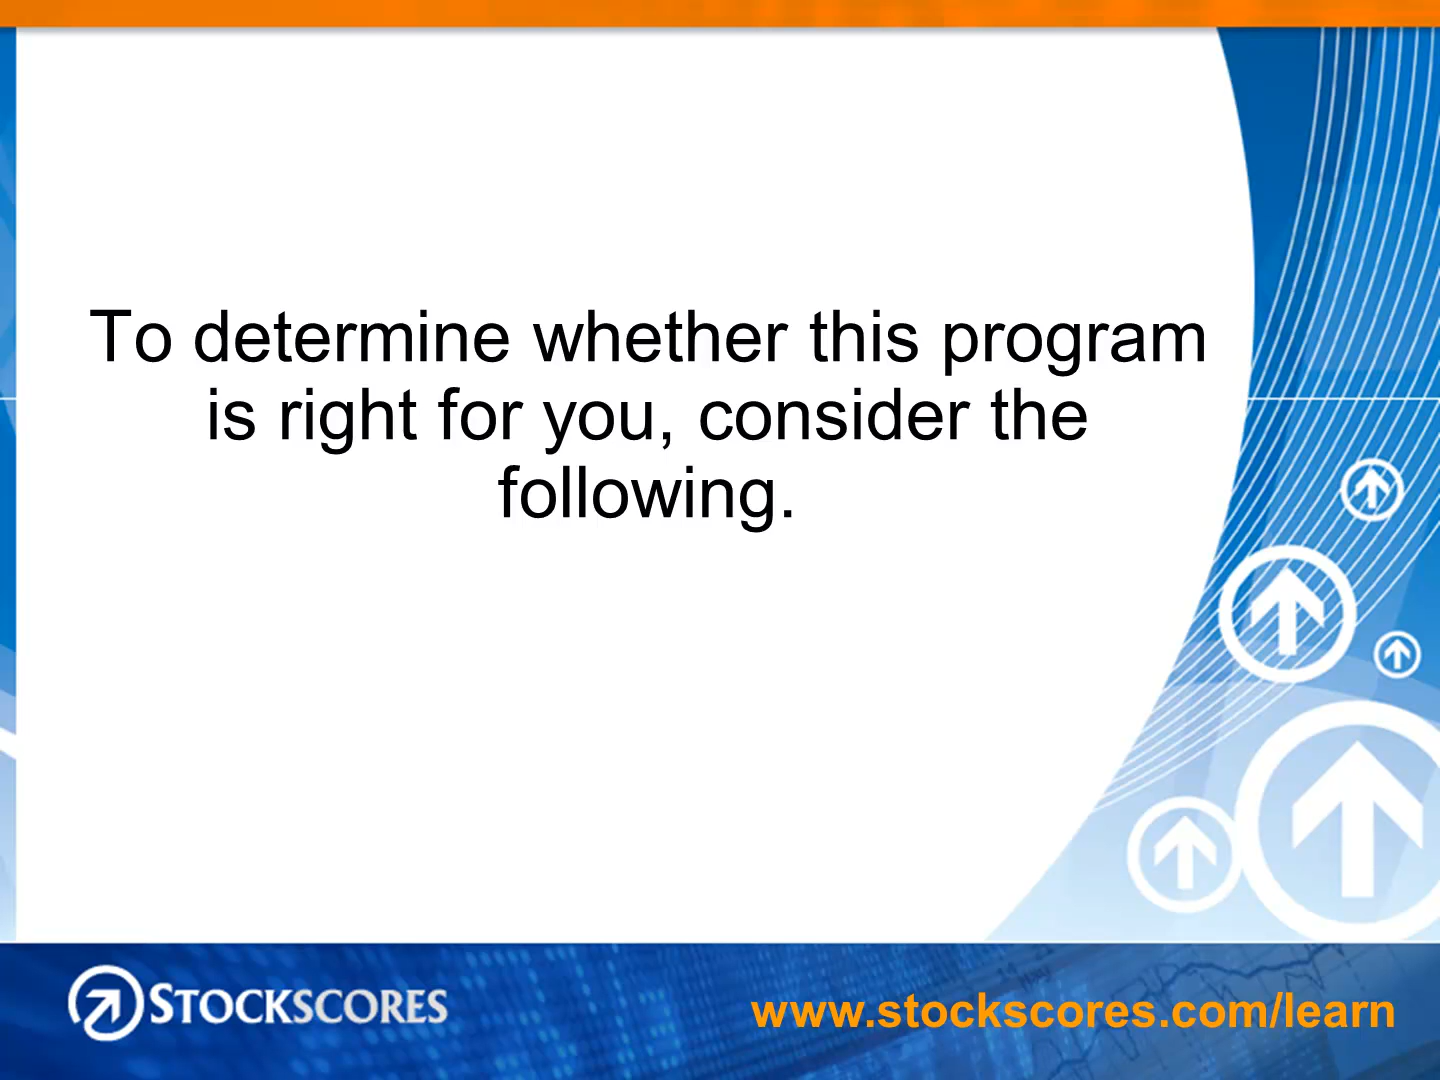 To determine whether this program
is right for you, consider the
following.
STOCKSCORES
www.stockscores.com/learn